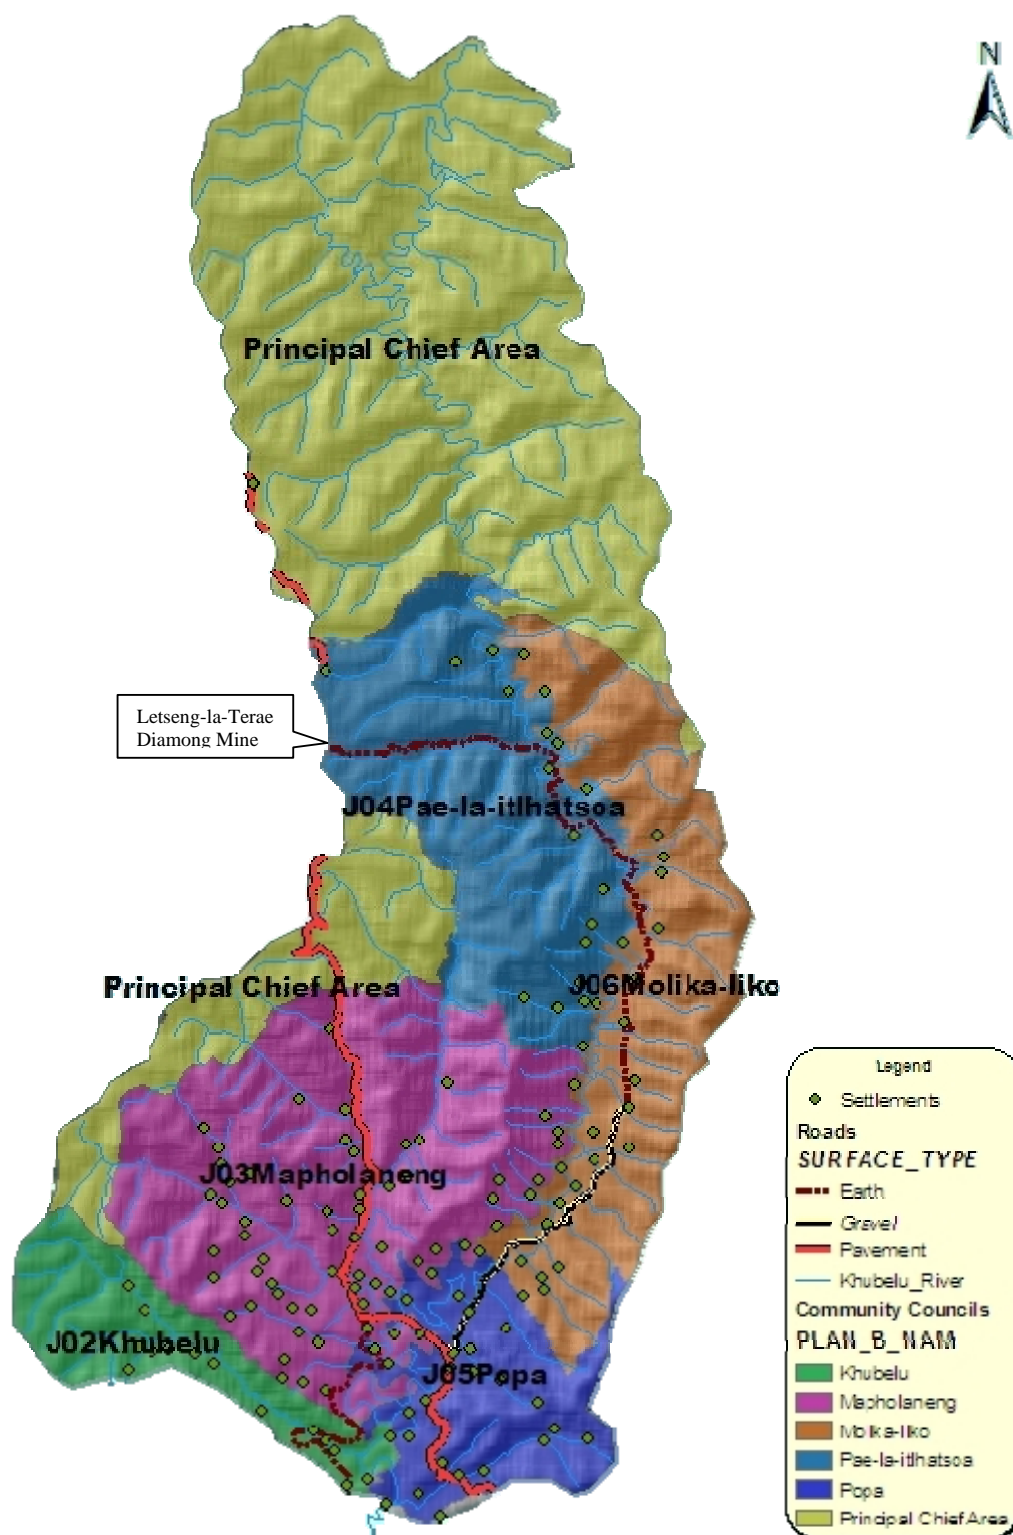 N
Principal Chief Area
Letseng-la-Terae
Diamong Mine
J04Pae-la-itlhatsoa
Principal Chief Area
J06Molika-liko
J03Mapholaneng
J02Khubelu
J05Popa
Legend
Settlements
Roads
SURFACE_TYPE
Earth
Gravel
Pavement
Khubelu_River
Community Councils
PLAN_B_NAM
Khubelu
Mapholaneng
Molika-liko
Pae-la-itlhatsoa
Popa
Principal Chief Area